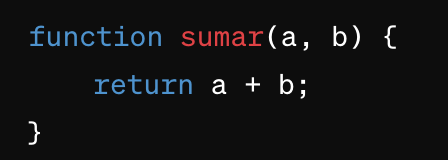 function sumar(a, b) {
    return a + b;
}